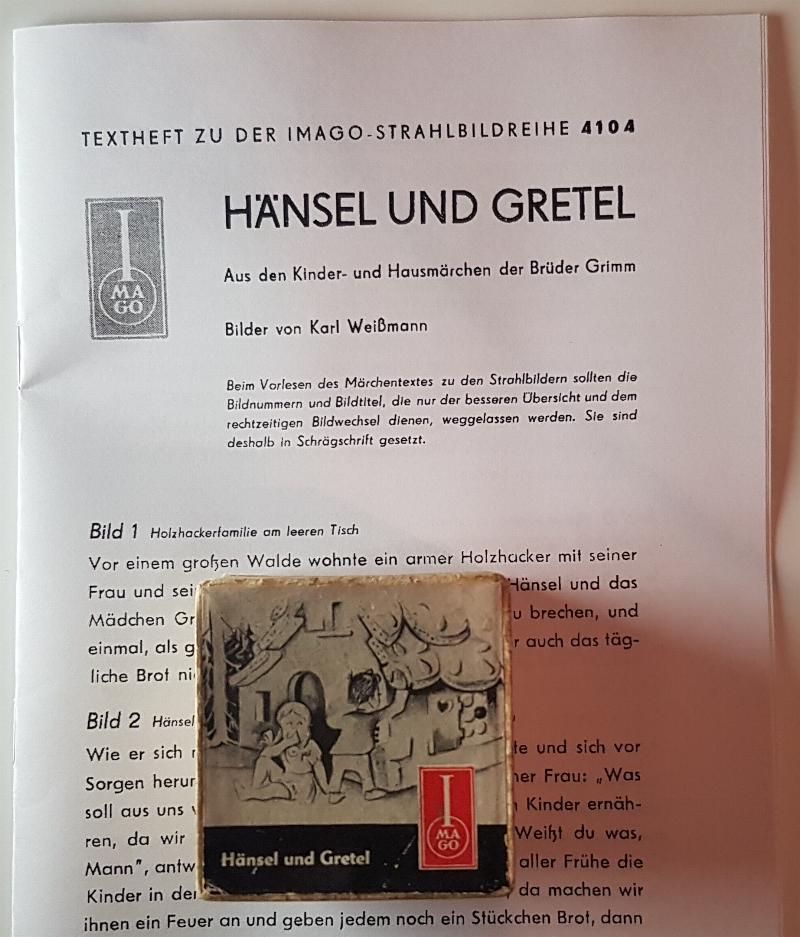 TEXTHEFT ZU DER IMAGO-STRAHLBILDREIHE 4104
I
MA
GO
HÄNSEL UND GRETEL
Aus den Kinder- und Hausmärchen der Brüder Grimm
Bilder von Karl Weißmann
Beim Vorlesen des Märchentextes zu den Strahlbildern sollten die
Bildnummern und Bildtitel, die nur der besseren Übersicht und dem
rechtzeitigen Bildwechsel dienen, weggelassen werden. Sie sind
deshalb in Schrägschrift gesetzt.
Bild 1 Holzhackerfamilie am leeren Tisch
Vor einem großen Walde wohnte ein armer Holzhacker mit seiner
Frau und sei Hänsel und das
Mädchen Gr u brechen, und
einmal, als g r auch das täg-
liche Brot ni
Bild 2 Hänsel
Wie er sich te und sich vor
Sorgen herum ner Frau: „Was
soll aus uns Kinder ernäh-
ren, da wir Weißt du was,
Mann", antw aller Frühe die
Kinder in den , da machen wir
ihnen ein Feuer an und geben jedem noch ein Stückchen Brot, dann
Hänsel und Gretel
I
MA
GO